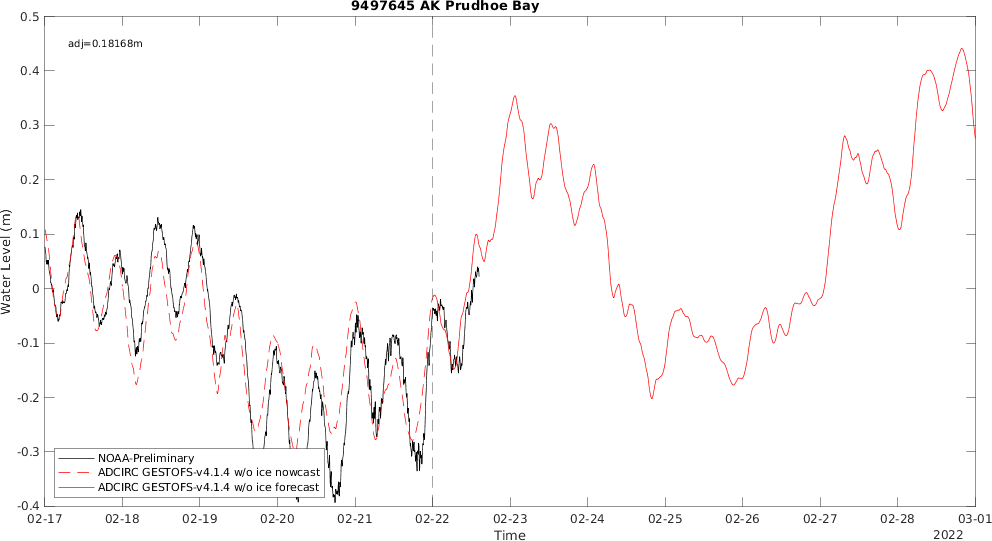 9497645 AK Prudhoe Bay
adj=0.18168m
Water Level (m)
0.5
0.4
0.3
0.2
0.1
0
-0.1
-0.2
-0.3
-0.4
NOAA-Preliminary
ADCIRC GESTOFS-v4.1.4 w/o ice nowcast
ADCIRC GESTOFS-v4.1.4 w/o ice forecast
02-17 02-18 02-19 02-20 02-21 02-22 02-23 02-24 02-25 02-26 02-27 02-28 03-01
Time
2022